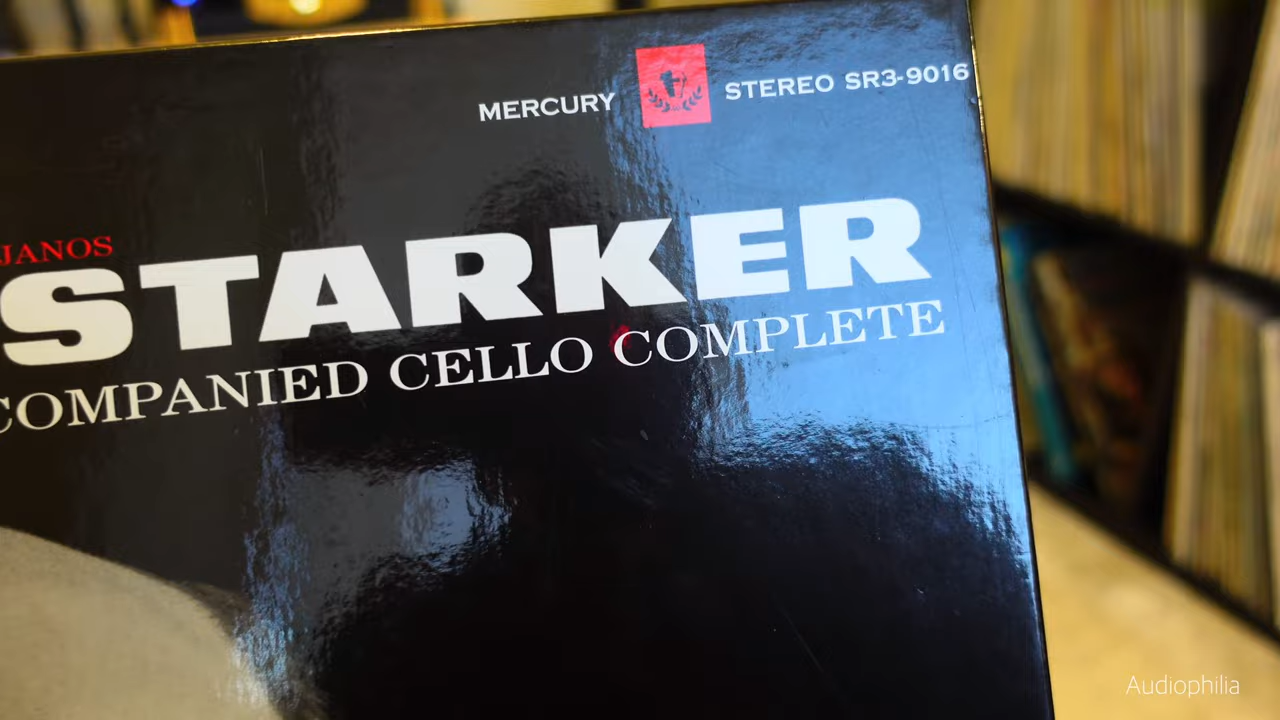 MERCURY STEREO SR3-9016
JANOS
STARKER
COMPANIED CELLO COMPLETE
Audiophilia